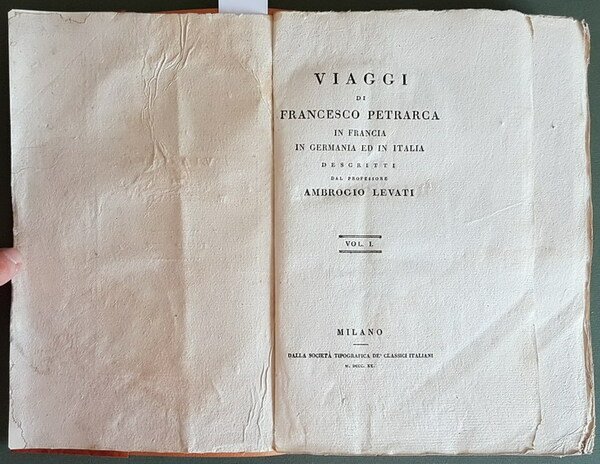 VIAGGI
DI
FRANCESCO PETRARCA
IN FRANCIA
IN GERMANIA ED IN ITALIA
DESCRITTI
DAL PROFESSORE
AMBROGIO LEVATI
VOL. I.
MILANO
DALLA SOCIETÀ TIPOGRAFICA DE' CLASSICI ITALIANI
M. DCCC. XX.